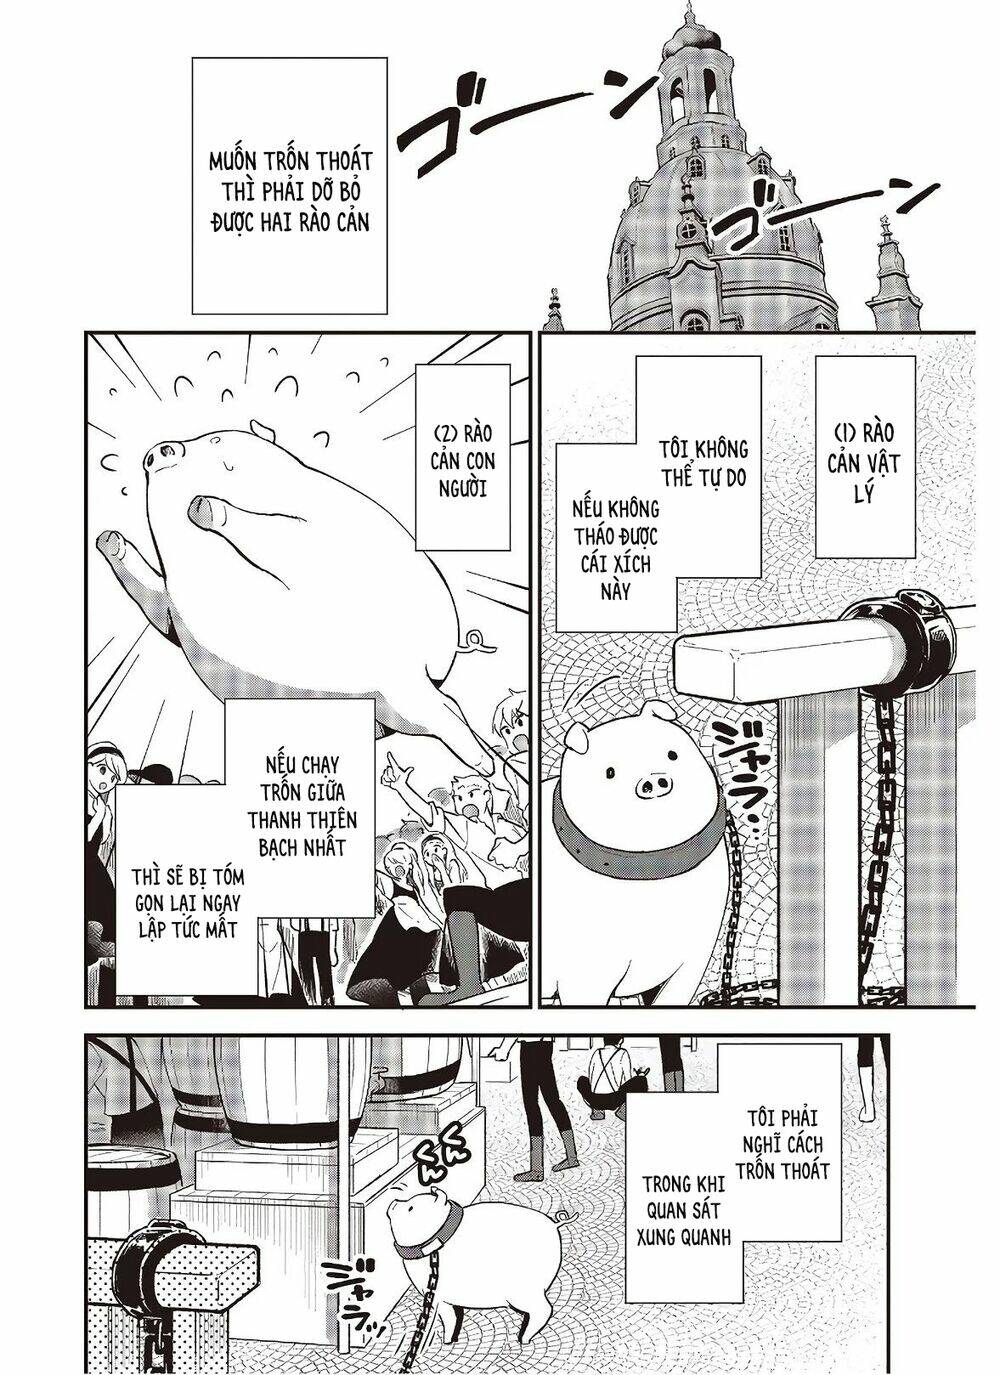 MUỐN TRỐN THOÁT
THÌ PHẢI DỠ BỎ
ĐƯỢC HAI RÀO CẢN
ゴーン
ゴーン
(1) RÀO
CẢN VẬT
LÝ
TÔI KHÔNG
THỂ TỰ DO
NẾU KHÔNG
THÁO ĐƯỢC
CÁI XÍCH
NÀY
ジャラ…
(2) RÀO
CẢN CON
NGƯỜI
NẾU CHẠY
TRỐN GIỮA
THANH THIÊN
BẠCH NHẬT
THÌ SẼ BỊ TÓM
GỌN LẠI NGAY
LẬP TỨC MẤT
TÔI PHẢI
NGHĨ CÁCH
TRỐN THOÁT
TRONG KHI
QUAN SÁT
XUNG QUANH
くん
くん
ジャラッ